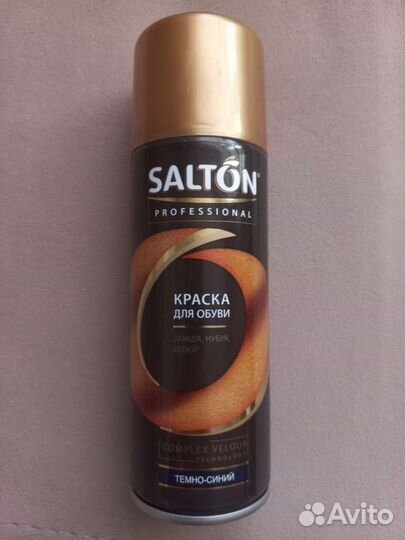 SALTON
PROFESSIONAL
КРАСКА
ДЛЯ ОБУВИ
ЗАМША, НУБУК,
ВЕЛЮР
COMPLEX VELOUR
TECHNOLOGY
ТЕМНО-СИНИЙ
Avito